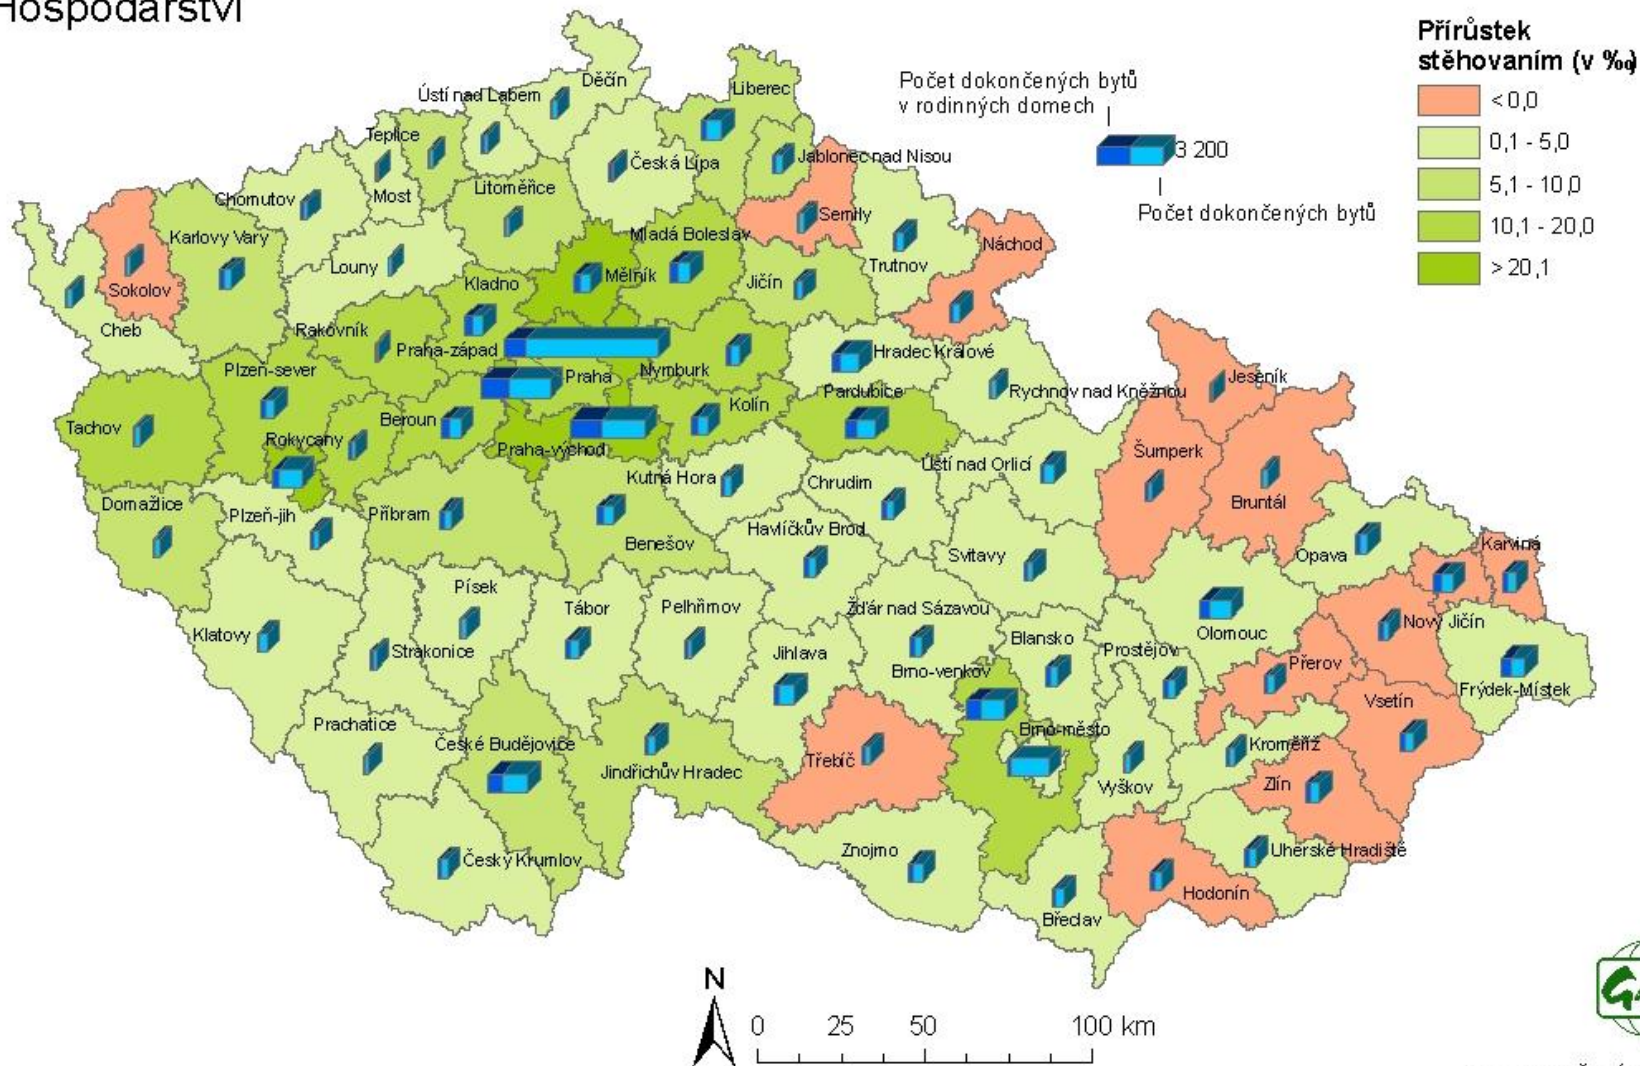 Hospodářství
Přírůstek
stěhovaním (v ‰)
< 0,0
0,1 - 5,0
5,1 - 10,0
10,1 - 20,0
> 20,1
Počet dokončených bytů
v rodinných domech
3 200
Počet dokončených bytů
Děčín
Ústí nad Labem
Liberec
Teplice
Jablonec nad Nisou
Česká Lípa
Most
Litoměřice
Chomutov
Semily
Karlovy Vary
Mladá Boleslav
Náchod
Louny
Mělník
Trutnov
Sokolov
Kladno
Jičín
Cheb
Rakovník
Praha-západ
Hradec Králové
Plzeň-sever
Praha
Nymburk
Jeseník
Rychnov nad Kněžnou
Pardubice
Kolín
Beroun
Tachov
Rokycany
Praha-východ
Šumperk
Ústí nad Orlicí
Kutná Hora
Chrudim
Bruntál
Domažlice
Plzeň-jih
Příbram
Havlíčkův Brod
Benešov
Svitavy
Opava
Karviná
Písek
Tábor
Pelhřimov
Žďár nad Sázavou
Nový Jičín
Klatovy
Olomouc
Strakonice
Blansko
Jihlava
Prostějov
Přerov
Brno-venkov
Frýdek-Místek
Vsetín
Prachatice
Brno-město
České Budějovice
Kroměříž
Třebíč
Jindřichův Hradec
Zlín
Vyškov
Znojmo
Uherské Hradiště
Český Krumlov
Hodonín
Břeclav
N
0 25 50 100 km